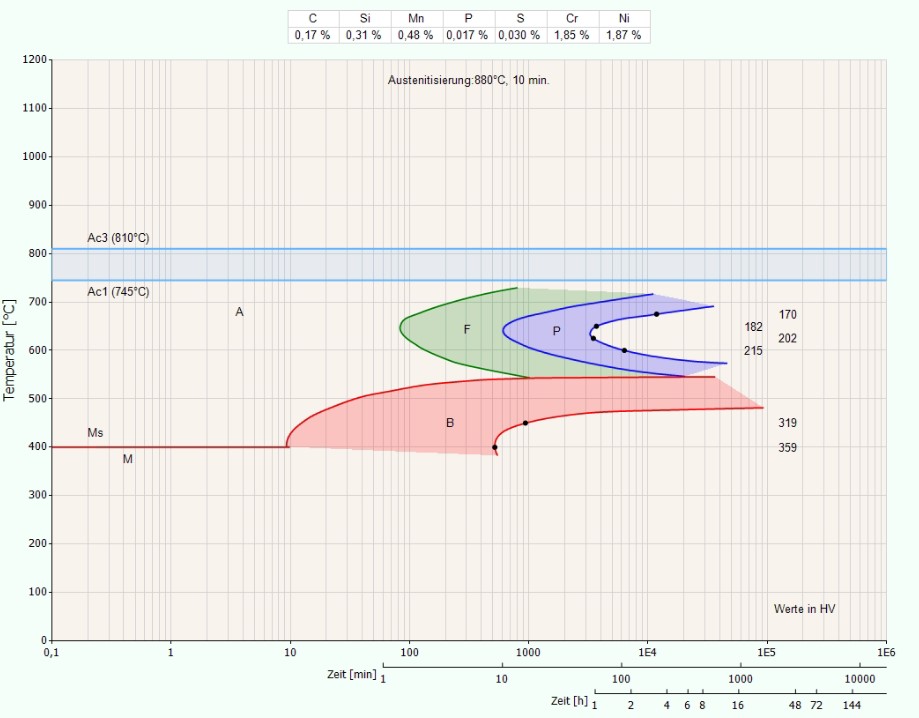 C Si Mn P S Cr Ni
0,17 % 0,31 % 0,48 % 0,017 % 0,030 % 1,85 % 1,87 %
Austenitisierung:880°C, 10 min.
1200
1100
1000
900
Ac3 (810°C)
800
Ac1 (745°C)
700
A
170
F P 182
202
600
215
Temperatur [°C]
500
B 319
Ms
400
359
M
300
200
100
Werte in HV
0
0,1 1 10 100 1000 1E4 1E5 1E6
Zeit [min] 1 10 100 1000 10000
Zeit [h] 1 2 4 6 8 16 48 72 144